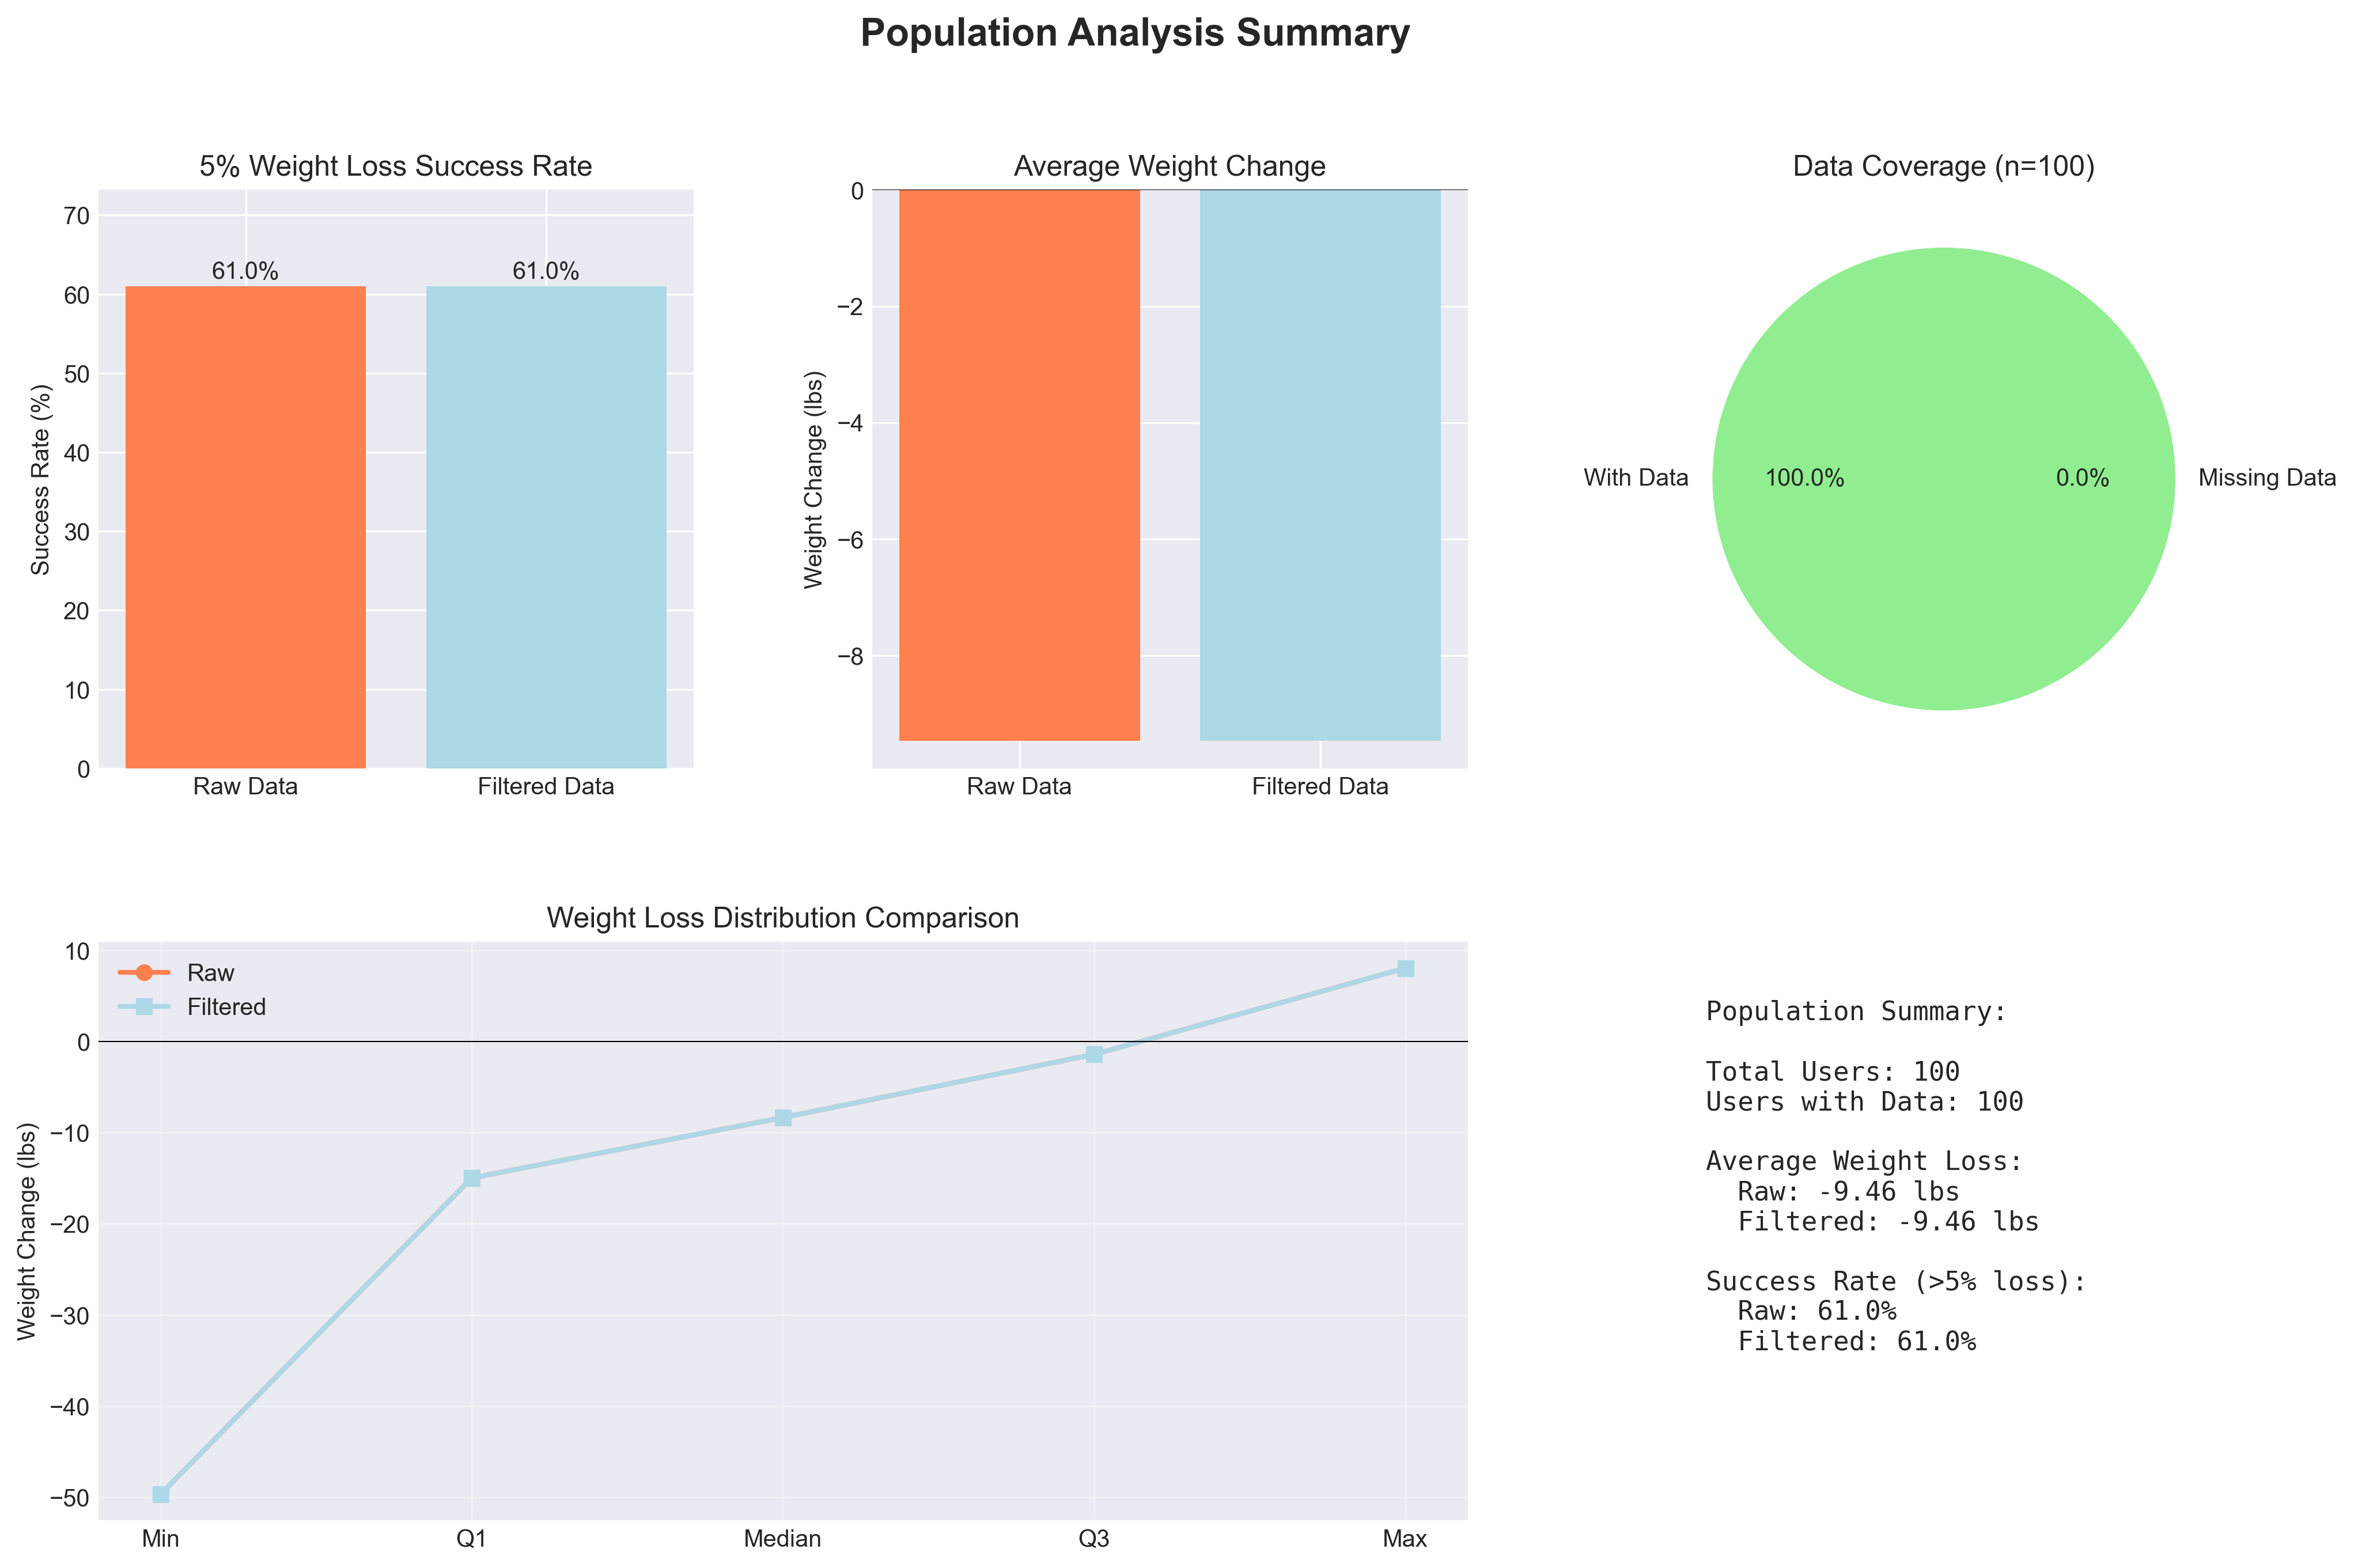 Population Analysis Summary
5% Weight Loss Success Rate
70
60
50
40
30
20
10
0
Success Rate (%)
61.0%
61.0%
Raw Data
Filtered Data
Average Weight Change
0
−2
−4
−6
−8
Weight Change (lbs)
Raw Data
Filtered Data
Data Coverage (n=100)
With Data
100.0%
0.0%
Missing Data
Weight Loss Distribution Comparison
10
0
−10
−20
−30
−40
−50
Weight Change (lbs)
Raw
Filtered
Min
Q1
Median
Q3
Max
Population Summary:
Total Users: 100
Users with Data: 100
Average Weight Loss:
Raw: -9.46 lbs
Filtered: -9.46 lbs
Success Rate (>5% loss):
Raw: 61.0%
Filtered: 61.0%